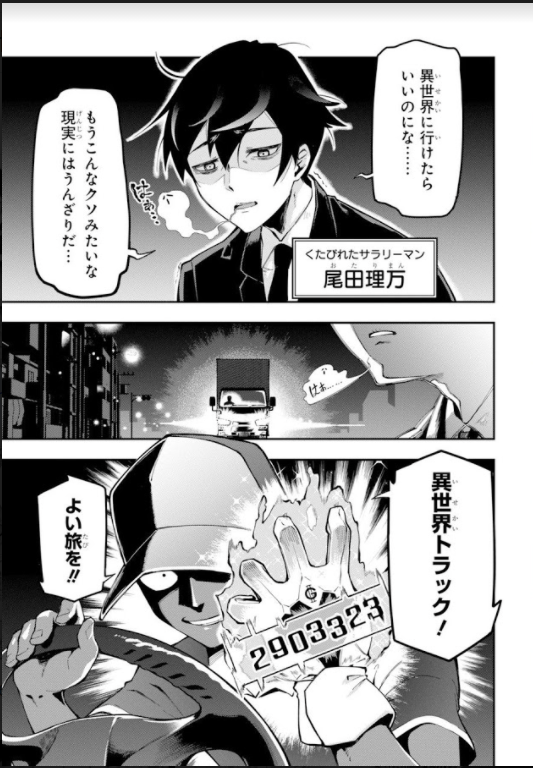 異世界に行けたら
いいのにな……
もうこんなクソみたいな
現実にはうんざりだ…
はぁ…
くたびれたサラリーマン
尾田理万
はぁ……
異世界トラック！
2903323
よい旅を!!